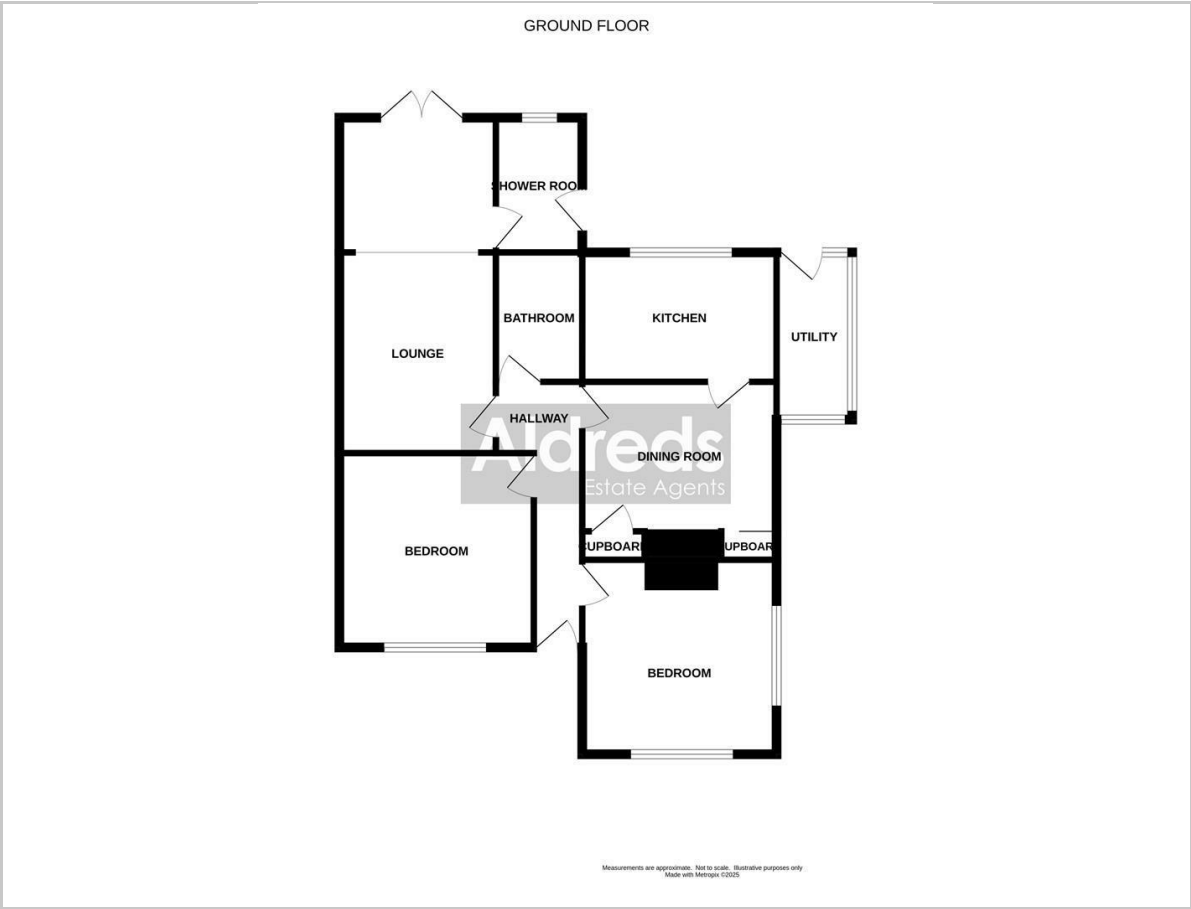 GROUND FLOOR
SHOWER ROO
BATHROOM
KITCHEN
UTILITY
LOUNGE
HALLWAY
Aldreds
DINING ROOM
Estate Agents
CUPBOAR
UPBOAR
BEDROOM
BEDROOM
Measurements are approximate. Not to scale. Illustrative purposes only
Made with Metropix ©2025